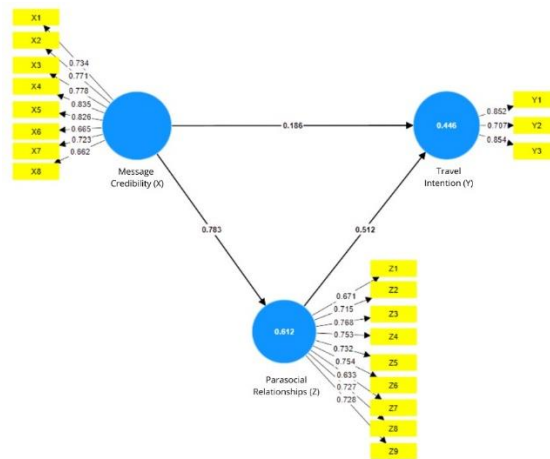 X1
X2
X3
X4
X5
X6
X7
X8
0.734
0.771
0.778
0.835
0.826
0.665
0.723
0.662
Message
Credibility (X)
0.186
0.446
Travel
Intention (Y)
0.852
0.707
0.854
Y1
Y2
Y3
0.783
0.512
0.612
Parasocial
Relationships (Z)
0.671
0.715
0.768
0.753
0.732
0.754
0.633
0.727
0.728
Z1
Z2
Z3
Z4
Z5
Z6
Z7
Z8
Z9